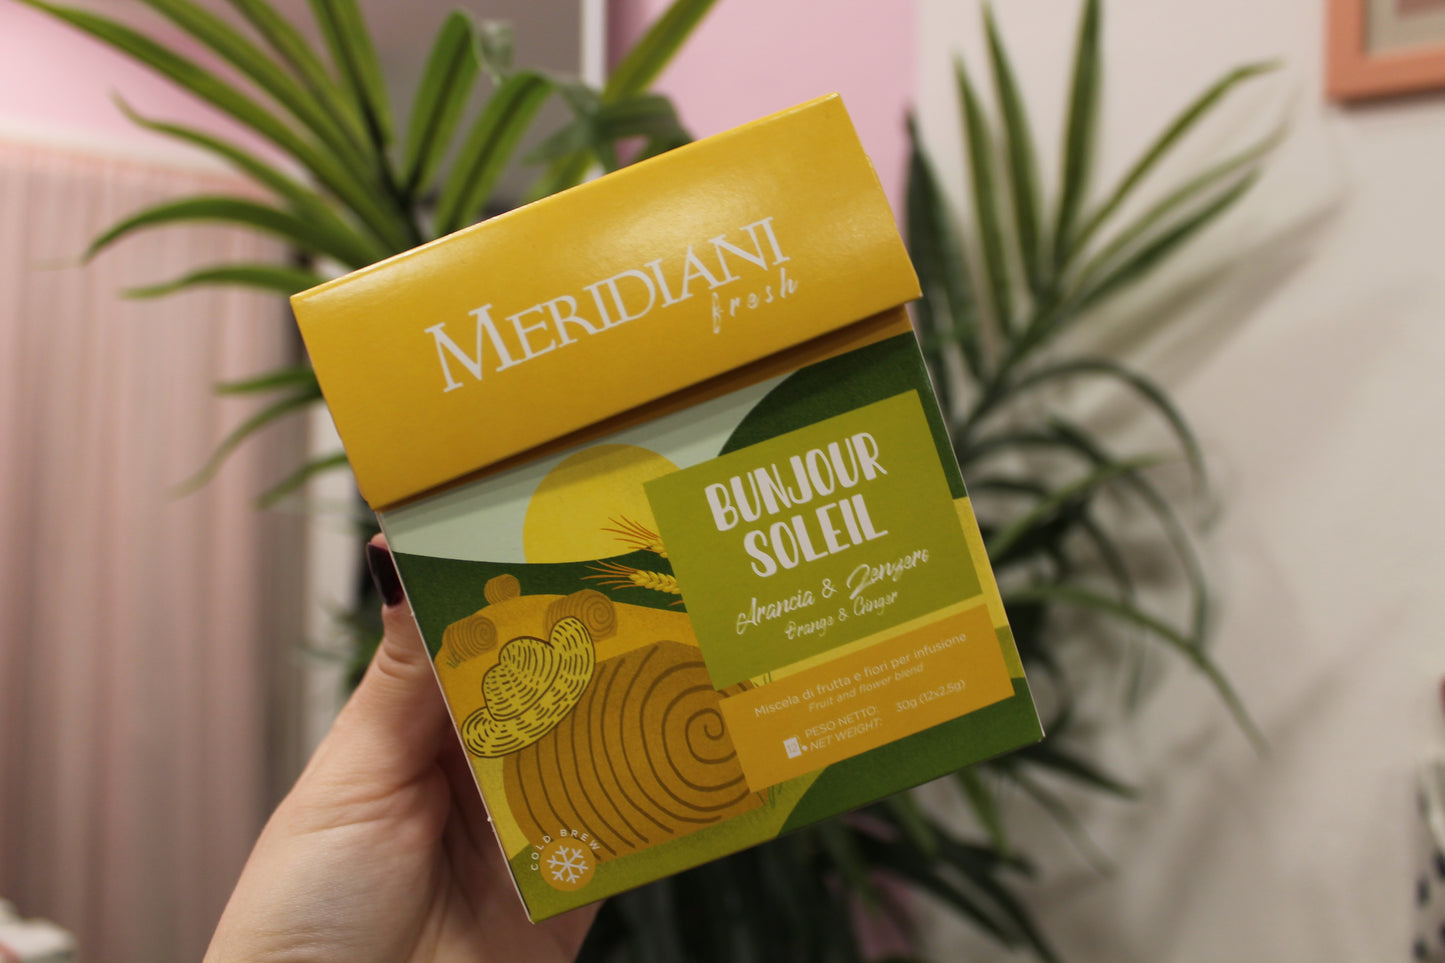 MERIDIANI
fresh
BUNJOUR
SOLEIL
Arancia & Zenzero
Orange & Ginger
Miscela di frutta e fiori per infusione
Fruit and flower blend
12
PESO NETTO:
NET WEIGHT:
30g (12x2,5g)
COLD BREW